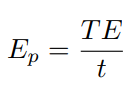 E_p = \frac{TE}{t}